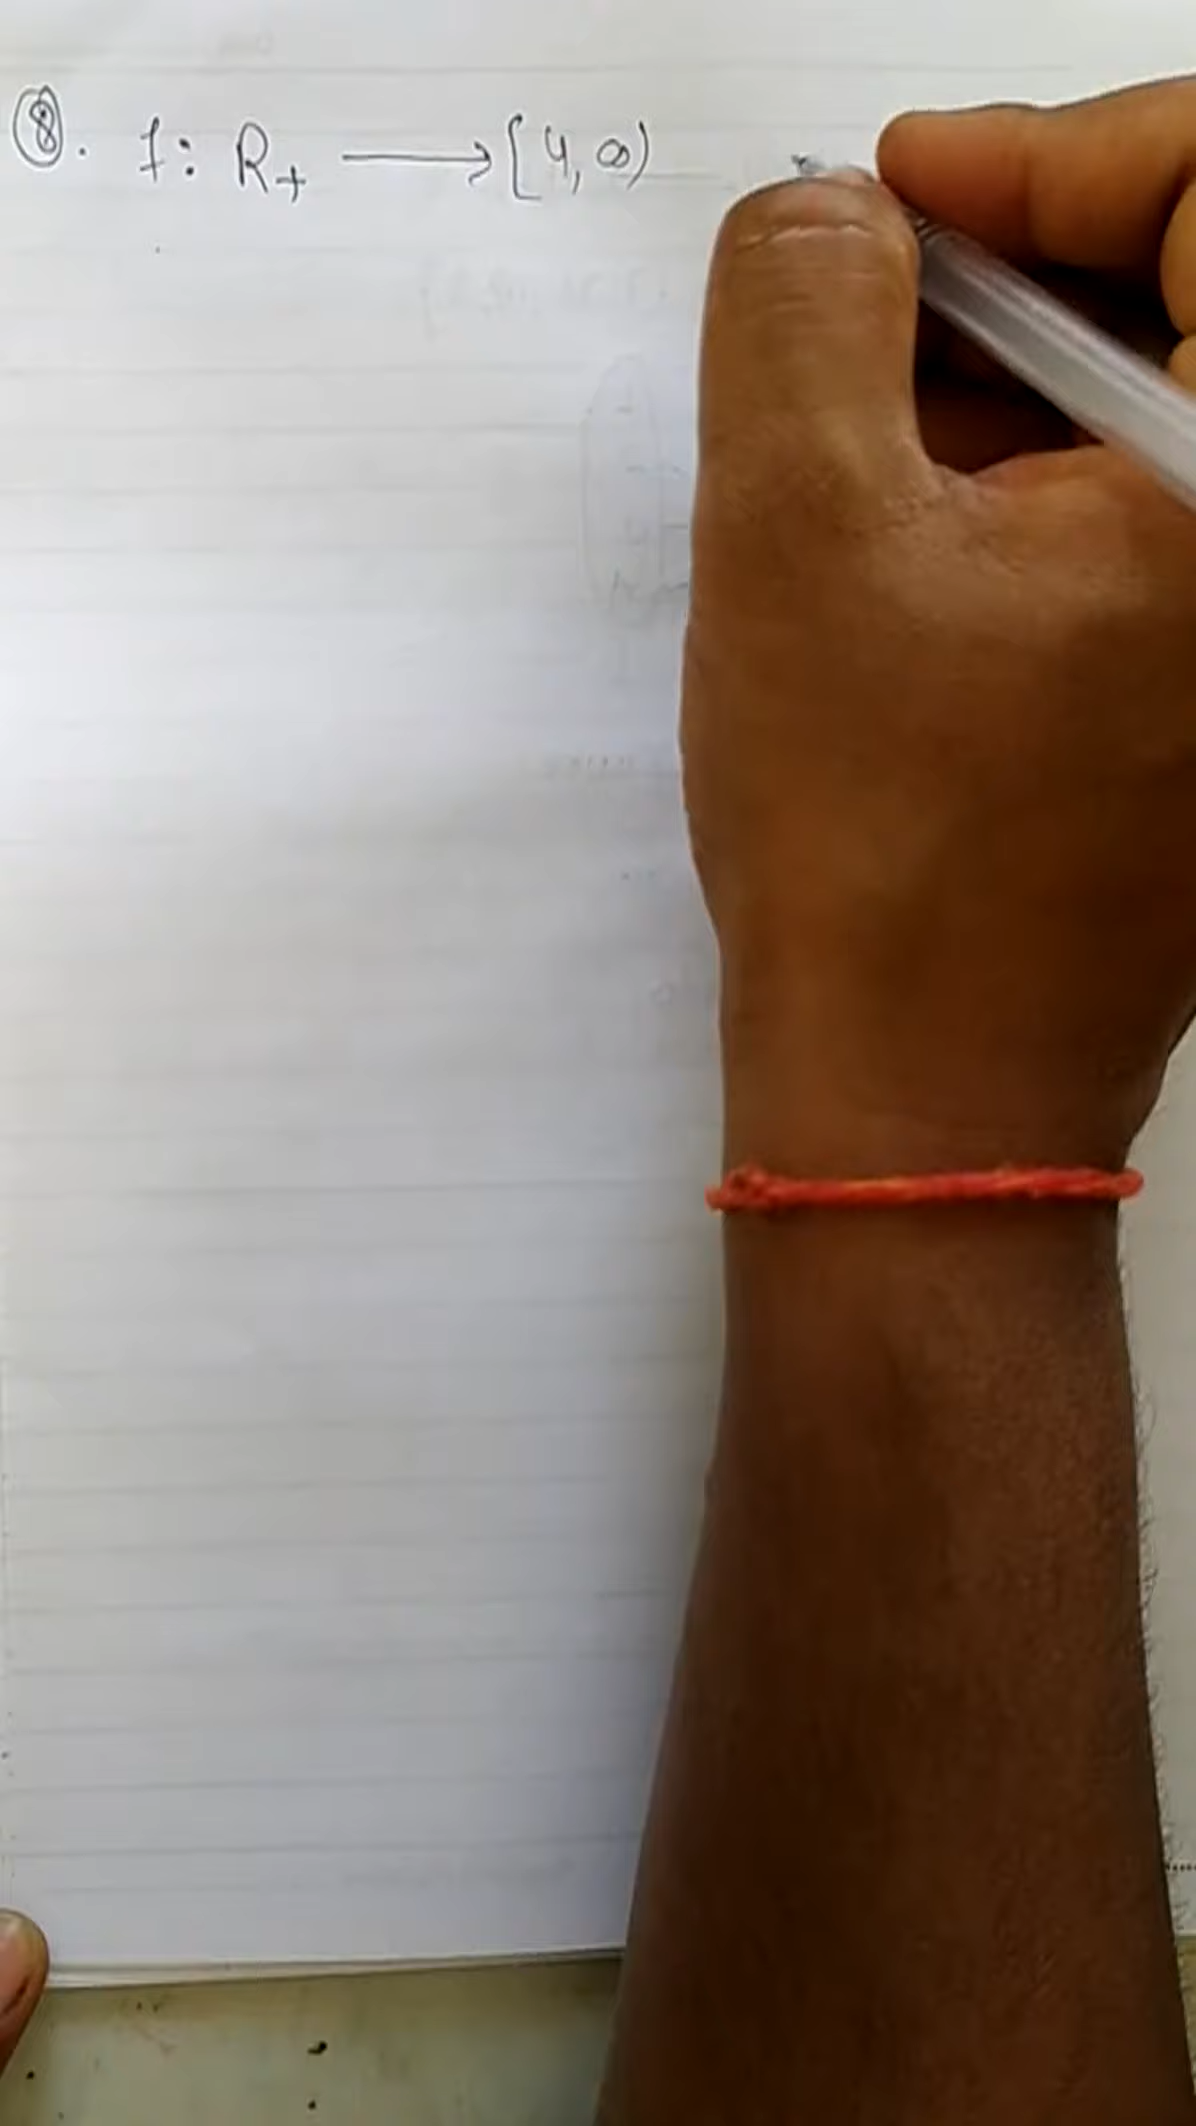 ⑧. f: R₊ ⟶ [4, ∞)